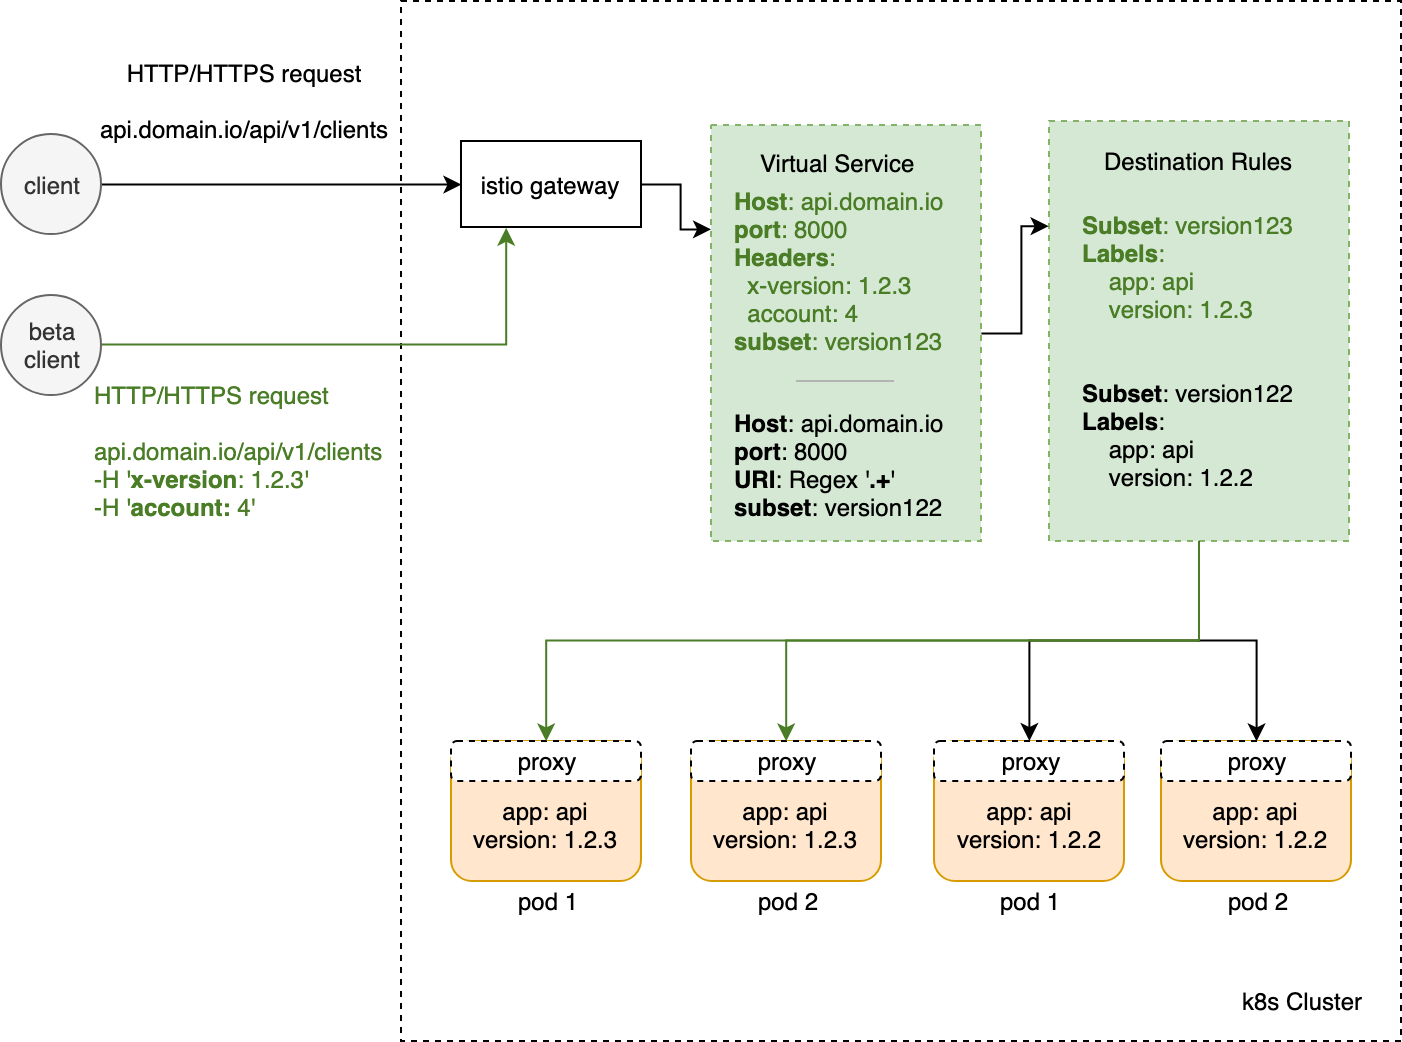 HTTP/HTTPS request
api.domain.io/api/v1/clients
client
istio gateway
beta
client
HTTP/HTTPS request
api.domain.io/api/v1/clients
-H 'x-version: 1.2.3'
-H 'account: 4'
Virtual Service
Host: api.domain.io
port: 8000
Headers:
x-version: 1.2.3
account: 4
subset: version123
Host: api.domain.io
port: 8000
URI: Regex '.+'
subset: version122
Destination Rules
Subset: version123
Labels:
app: api
version: 1.2.3
Subset: version122
Labels:
app: api
version: 1.2.2
proxy
app: api
version: 1.2.3
pod 1
proxy
app: api
version: 1.2.3
pod 2
proxy
app: api
version: 1.2.2
pod 1
proxy
app: api
version: 1.2.2
pod 2
k8s Cluster